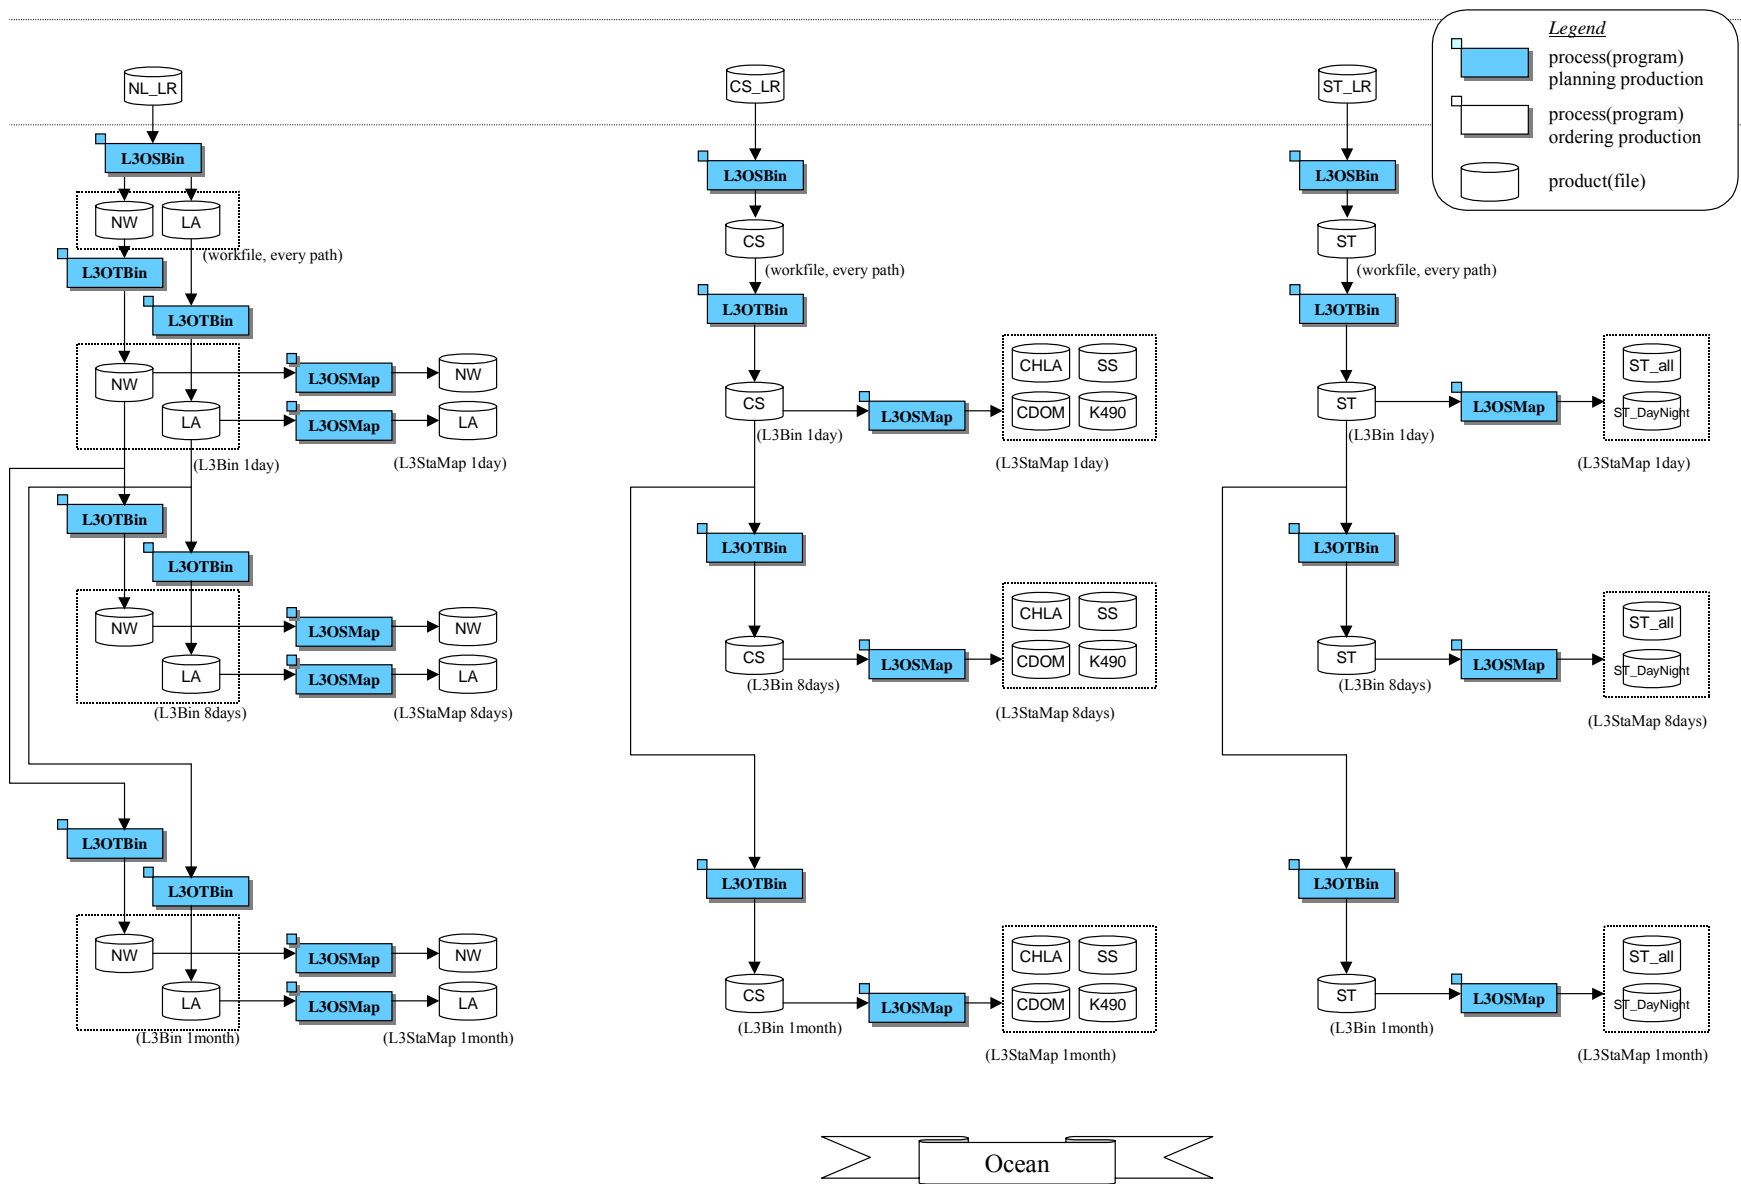 Legend
process(program)
planning production
process(program)
ordering production
product(file)
NL_LR
CS_LR
ST_LR
L3OSBin
L3OSBin
L3OSBin
NW
LA
CS
ST
(workfile, every path)
(workfile, every path)
(workfile, every path)
L3OTBin
L3OTBin
L3OTBin
L3OTBin
NW
L3OSMap
NW
LA
L3OSMap
LA
(L3Bin 1day)
(L3StaMap 1day)
CS
(L3Bin 1day)
L3OSMap
CHLA
SS
CDOM
K490
(L3StaMap 1day)
ST
(L3Bin 1day)
L3OSMap
ST_all
ST_DayNight
(L3StaMap 1day)
L3OTBin
L3OTBin
L3OTBin
L3OTBin
NW
L3OSMap
NW
LA
L3OSMap
LA
(L3Bin 8days)
(L3StaMap 8days)
CS
(L3Bin 8days)
L3OSMap
CHLA
SS
CDOM
K490
(L3StaMap 8days)
ST
(L3Bin 8days)
L3OSMap
ST_all
ST_DayNight
(L3StaMap 8days)
L3OTBin
L3OTBin
L3OTBin
L3OTBin
NW
L3OSMap
NW
LA
L3OSMap
LA
(L3Bin 1month)
(L3StaMap 1month)
CS
(L3Bin 1month)
L3OSMap
CHLA
SS
CDOM
K490
(L3StaMap 1month)
ST
(L3Bin 1month)
L3OSMap
ST_all
ST_DayNight
(L3StaMap 1month)
Ocean